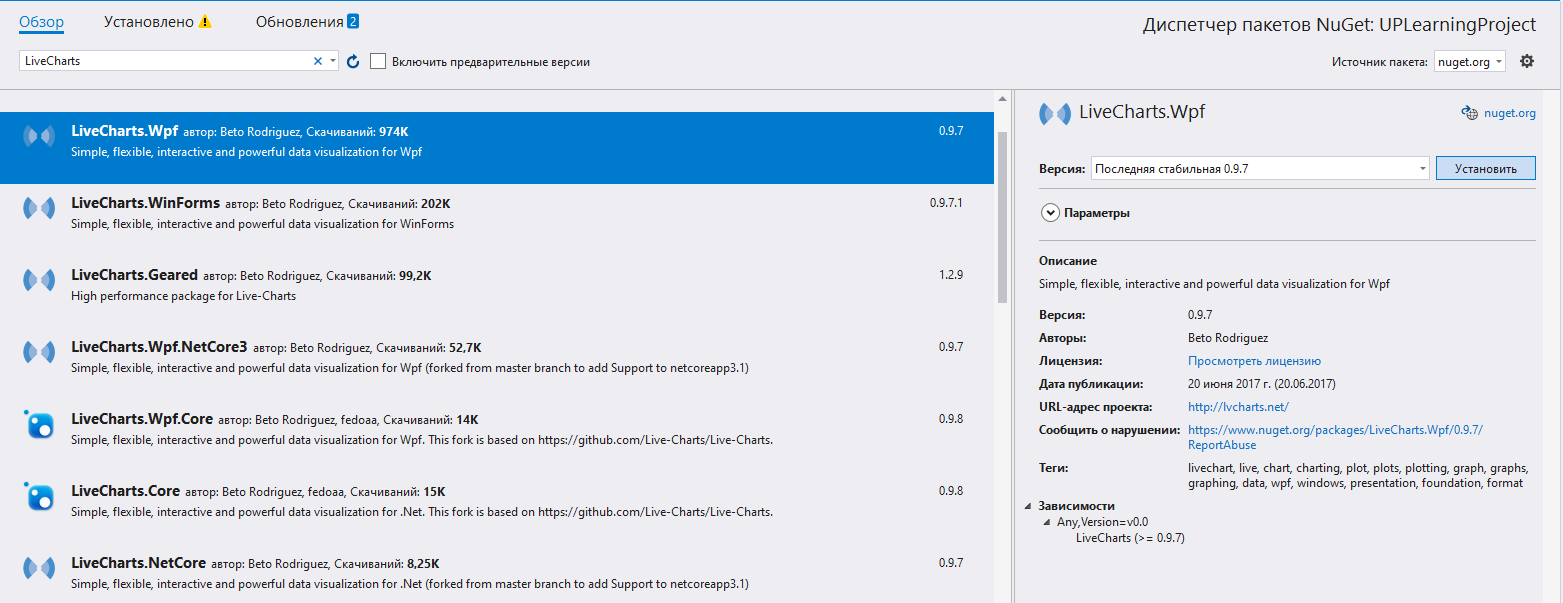 Обзор Установлено Обновления 2
Диспетчер пакетов NuGet: UPLearningProject
LiveCharts Включить предварительные версии
Источник пакета: nuget.org
LiveCharts.Wpf автор: Beto Rodriguez, Скачиваний: 974K 0.9.7
Simple, flexible, interactive and powerful data visualization for Wpf
LiveCharts.WinForms автор: Beto Rodriguez, Скачиваний: 202K 0.9.7.1
Simple, flexible, interactive and powerful data visualization for WinForms
LiveCharts.Geared автор: Beto Rodriguez, Скачиваний: 99,2K 1.2.9
High performance package for Live-Charts
LiveCharts.Wpf.NetCore3 автор: Beto Rodriguez, Скачиваний: 52,7K 0.9.7
Simple, flexible, interactive and powerful data visualization for Wpf (forked from master branch to add Support to netcoreapp3.1)
LiveCharts.Wpf.Core автор: Beto Rodriguez, fedoaa, Скачиваний: 14K 0.9.8
Simple, flexible, interactive and powerful data visualization for Wpf. This fork is based on https://github.com/Live-Charts/Live-Charts.
LiveCharts.Core автор: Beto Rodriguez, fedoaa, Скачиваний: 15K 0.9.8
Simple, flexible, interactive and powerful data visualization for .Net. This fork is based on https://github.com/Live-Charts/Live-Charts.
LiveCharts.NetCore автор: Beto Rodriguez, Скачиваний: 8,25K 0.9.7
Simple, flexible, interactive and powerful data visualization for .Net (forked from master branch to add Support to netcoreapp3.1)
LiveCharts.Wpf nuget.org
Версия: Последняя стабильная 0.9.7 Установить
Параметры
Описание
Simple, flexible, interactive and powerful data visualization for Wpf
Версия: 0.9.7
Авторы: Beto Rodriguez
Лицензия: Просмотреть лицензию
Дата публикации: 20 июня 2017 г. (20.06.2017)
URL-адрес проекта: http://lvcharts.net/
Сообщить о нарушении: https://www.nuget.org/packages/LiveCharts.Wpf/0.9.7/
ReportAbuse
Теги: livechart, live, chart, charting, plot, plots, plotting, graph, graphs,
graphing, data, wpf, windows, presentation, foundation, format
Зависимости
Any,Version=v0.0
LiveCharts (>= 0.9.7)